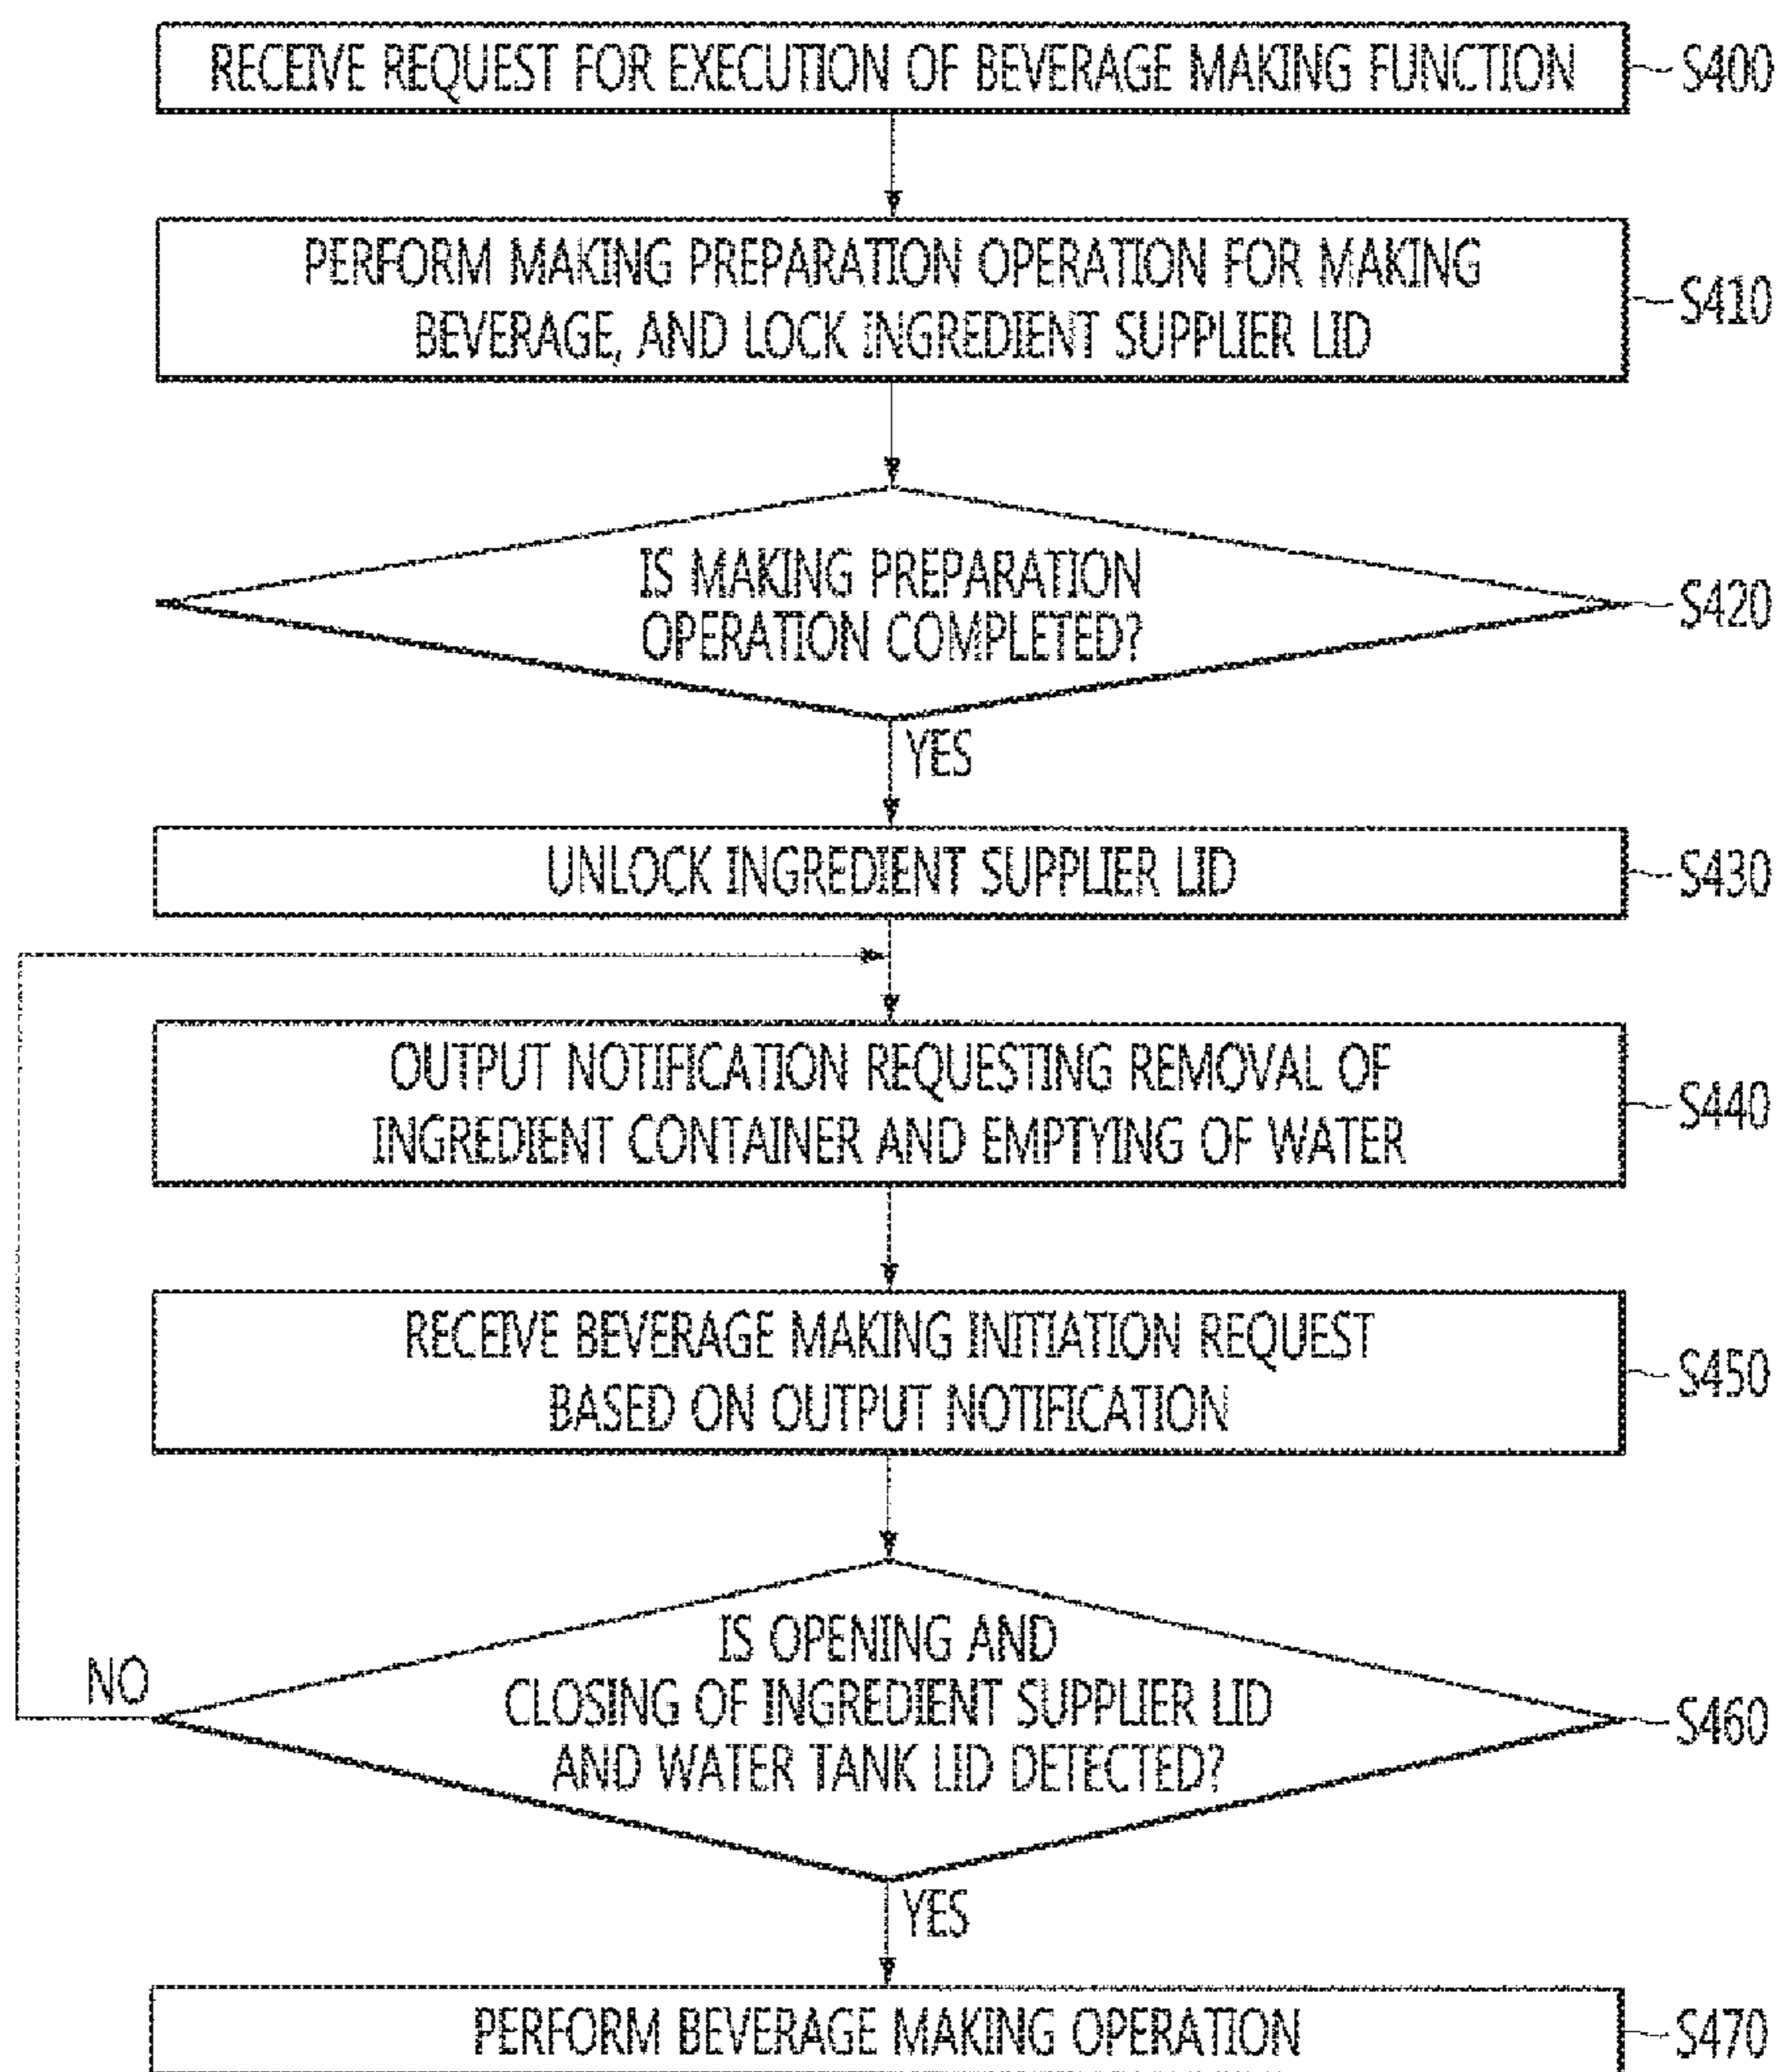 RECEIVE REQUEST FOR EXECUTION OF BEVERAGE MAKING FUNCTION
S400
PERFORM MAKING PREPARATION OPERATION FOR MAKING
BEVERAGE, AND LOCK INGREDIENT SUPPLIER LID
S410
IS MAKING PREPARATION
OPERATION COMPLETED?
S420
YES
UNLOCK INGREDIENT SUPPLIER LID
S430
OUTPUT NOTIFICATION REQUESTING REMOVAL OF
INGREDIENT CONTAINER AND EMPTYING OF WATER
S440
RECEIVE BEVERAGE MAKING INITIATION REQUEST
BASED ON OUTPUT NOTIFICATION
S450
IS OPENING AND
CLOSING OF INGREDIENT SUPPLIER LID
AND WATER TANK LID DETECTED?
S460
NO
YES
PERFORM BEVERAGE MAKING OPERATION
S470